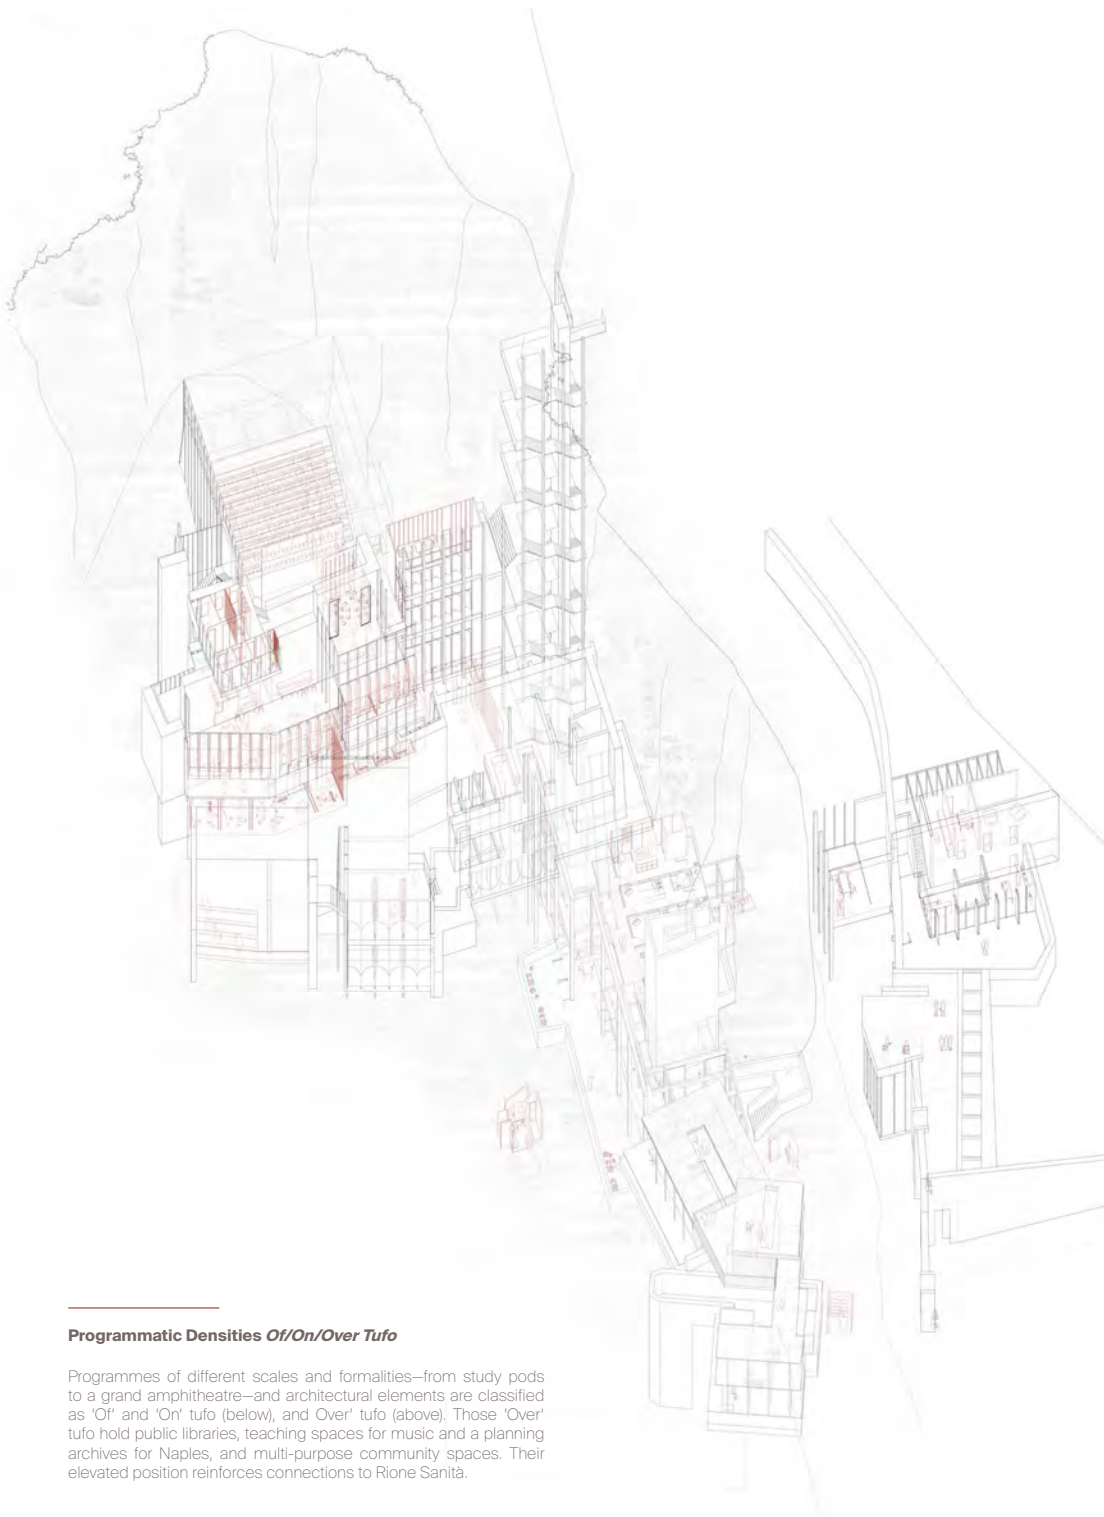 Programmatic Densities Of/On/Over Tufo
Programmes of different scales and formalities—from study pods
to a grand amphitheatre—and architectural elements are classified
as 'Of' and 'On' tufo (below), and Over' tufo (above). Those 'Over'
tufo hold public libraries, teaching spaces for music and a planning
archives for Naples, and multi-purpose community spaces. Their
elevated position reinforces connections to Rione Sanità.